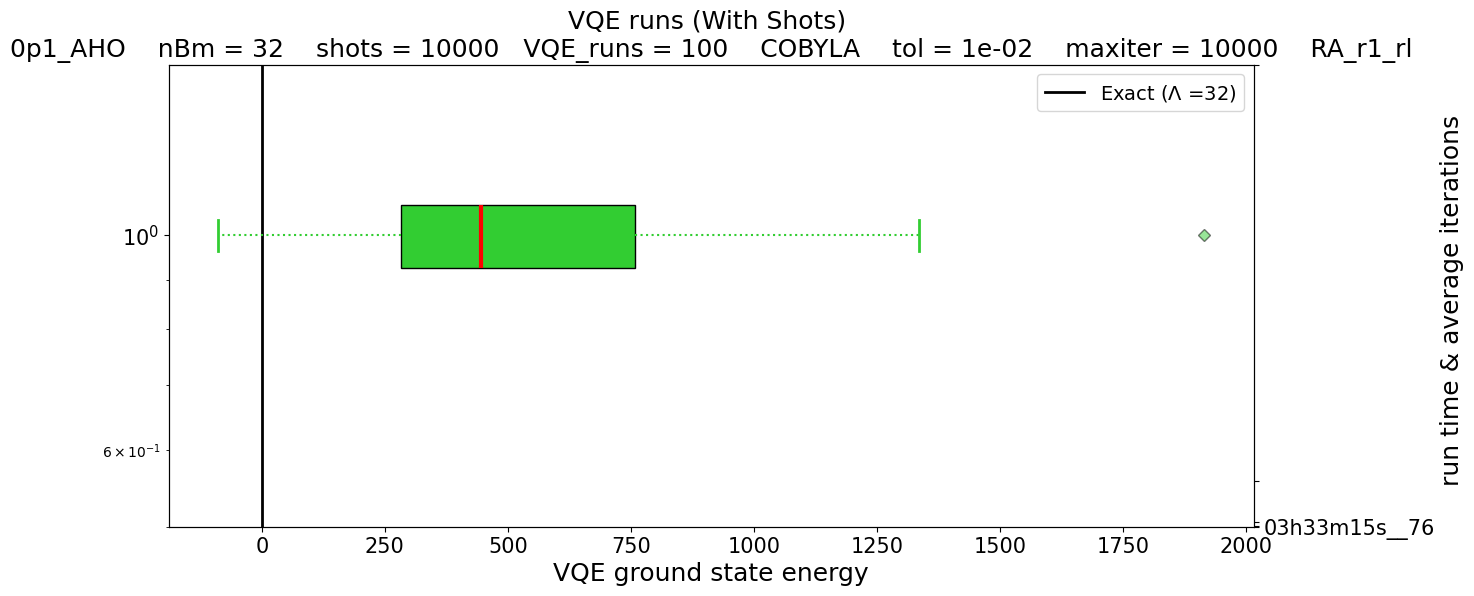 VQE runs (With Shots)
0p1_AHO nBm = 32 shots = 10000 VQE_runs = 100 COBYLA tol = 1e-02 maxiter = 10000 RA_r1_rl
Exact (Λ =32)
10⁰
6 × 10⁻¹
0 250 500 750 1000 1250 1500 1750 2000
VQE ground state energy
03h33m15s__76
run time & average iterations